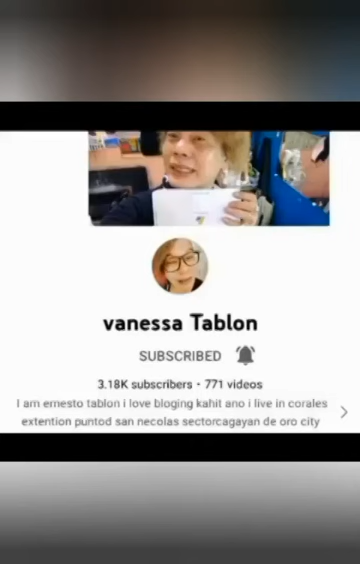 vanessa Tablon
SUBSCRIBED
3.18K subscribers • 771 videos
I am ernesto tablon i love bloging kahit ano i live in corales
extention puntod san necolas sectorcagayan de oro city